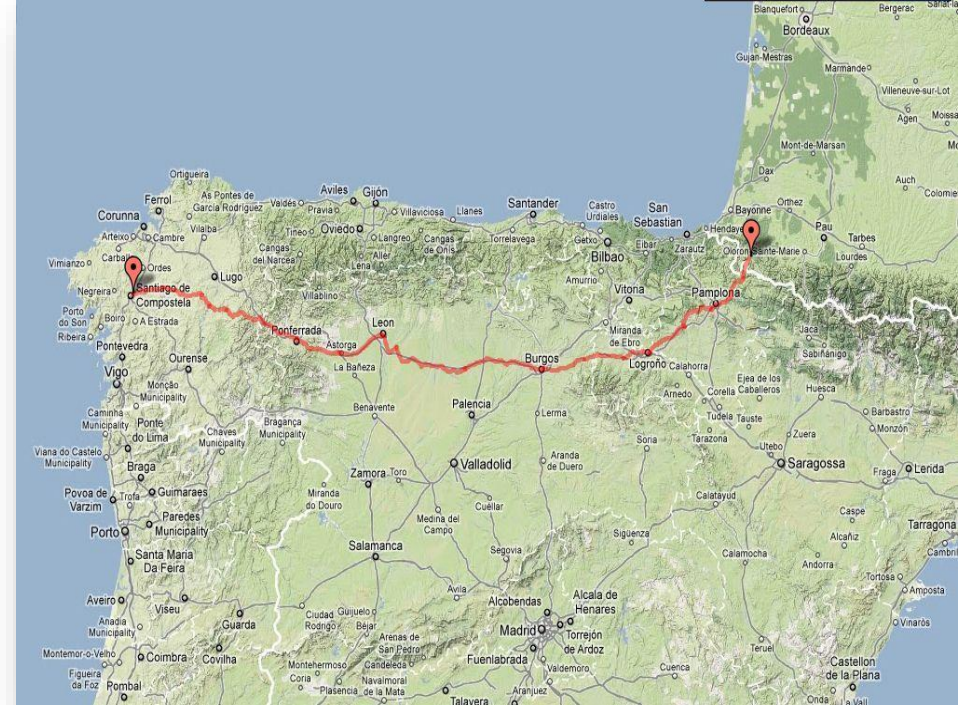 Blanquefort
Bergerac
Bordeaux
Gujan-Mestras
Marmande
Villeneuve-sur-Lot
Agen
Mont-de-Marsan
Dax
Auch
Bayonne
Orthez
Hendaye
Pau
Tarbes
Oloron-Sainte-Marie
Lourdes
Ortigueira
Ferrol
As Pontes de
García Rodríguez
Aviles
Gijón
Valdés
Pravia
Villaviciosa
Llanes
Santander
Castro
Urdiales
San
Sebastian
Corunna
Arteixo
Cambre
Vilalba
Tineo
Oviedo
Langreo
Cangas
de Onís
Torrelavega
Getxo
Bilbao
Eibar
Zarautz
Vimianzo
Ordes
Cangas
del Narcea
Aller
Lena
Amurrio
Lugo
Negreira
Santiago de
Compostela
Villablino
Vitoria
Pamplona
Porto
do Son
Boiro
A Estrada
Ribeira
Ponferrada
Astorga
Leon
Miranda
de Ebro
Jaca
Sabiñánigo
Pontevedra
Ourense
La Bañeza
Burgos
Logroño
Calahorra
Vigo
Monção
Municipality
Ejea de los
Caballeros
Huesca
Arnedo
Corella
Caminha
Municipality
Chaves
Municipality
Bragança
Municipality
Benavente
Palencia
Lerma
Tudela
Tauste
Barbastro
Monzón
Ponte
do Lima
Viana do Castelo
Municipality
Soria
Tarazona
Zuera
Utebo
Braga
Valladolid
Aranda
de Duero
Saragossa
Fraga
Lerida
Povoa de
Varzim
Trofa
Guimaraes
Miranda
do Douro
Zamora
Toro
Cuéllar
Calatayud
Caspe
Porto
Paredes
Municipality
Medina del
Campo
Tarragona
Alcañiz
Santa Maria
Da Feira
Salamanca
Segovia
Sigüenza
Calamocha
Andorra
Tortosa
Amposta
Aveiro
Viseu
Avila
Alcobendas
Alcala de
Henares
Anadia
Municipality
Guarda
Ciudad
Rodrigo
Guijuelo
Béjar
Madrid
Torrejón
de Ardoz
Vinaròs
Montemor-o-Velho
Coimbra
Covilha
Arenas de
San Pedro
Fuenlabrada
Teruel
Figueira
da Foz
Montehermoso
Coria
Candeleda
Navalmoral
de la Mata
Valdemoro
Cuenca
Castellon
de la Plana
Pombal
Plasencia
Talavera
Aranjuez
Onda